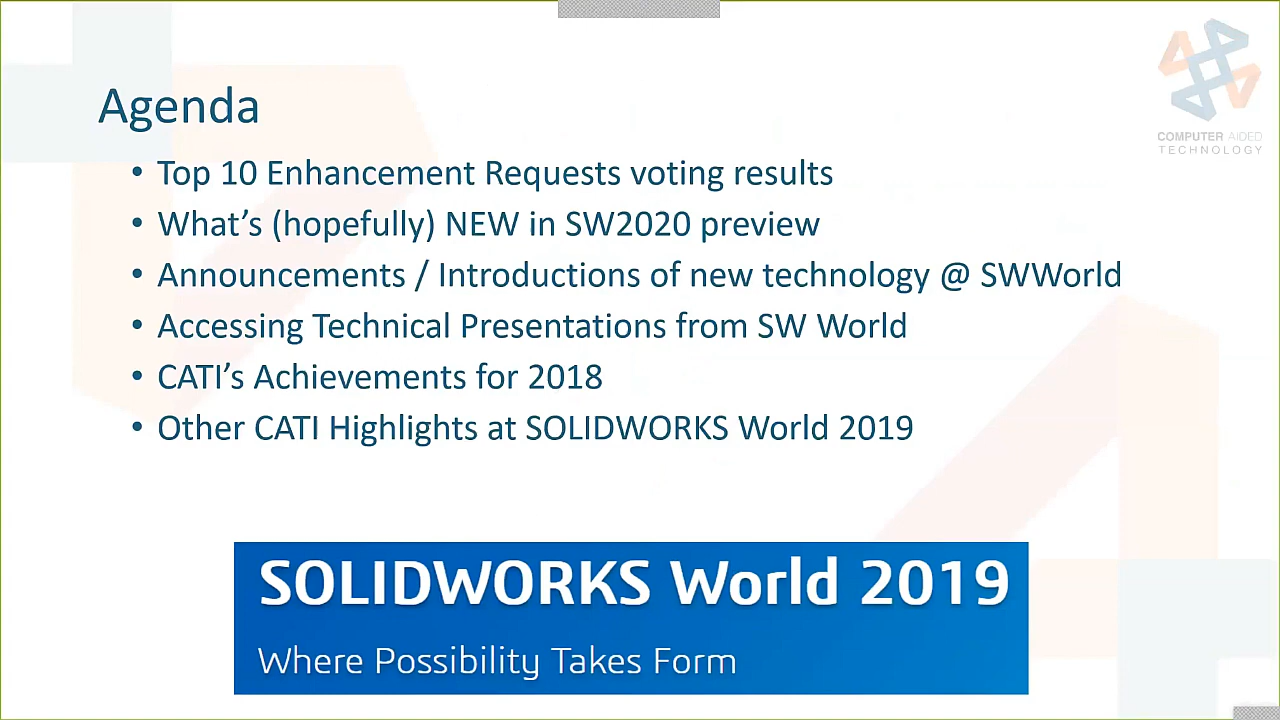 COMPUTER AIDED
TECHNOLOGY
Agenda
• Top 10 Enhancement Requests voting results
• What's (hopefully) NEW in SW2020 preview
• Announcements / Introductions of new technology @ SWWorld
• Accessing Technical Presentations from SW World
• CATI's Achievements for 2018
• Other CATI Highlights at SOLIDWORKS World 2019
SOLIDWORKS World 2019
Where Possibility Takes Form